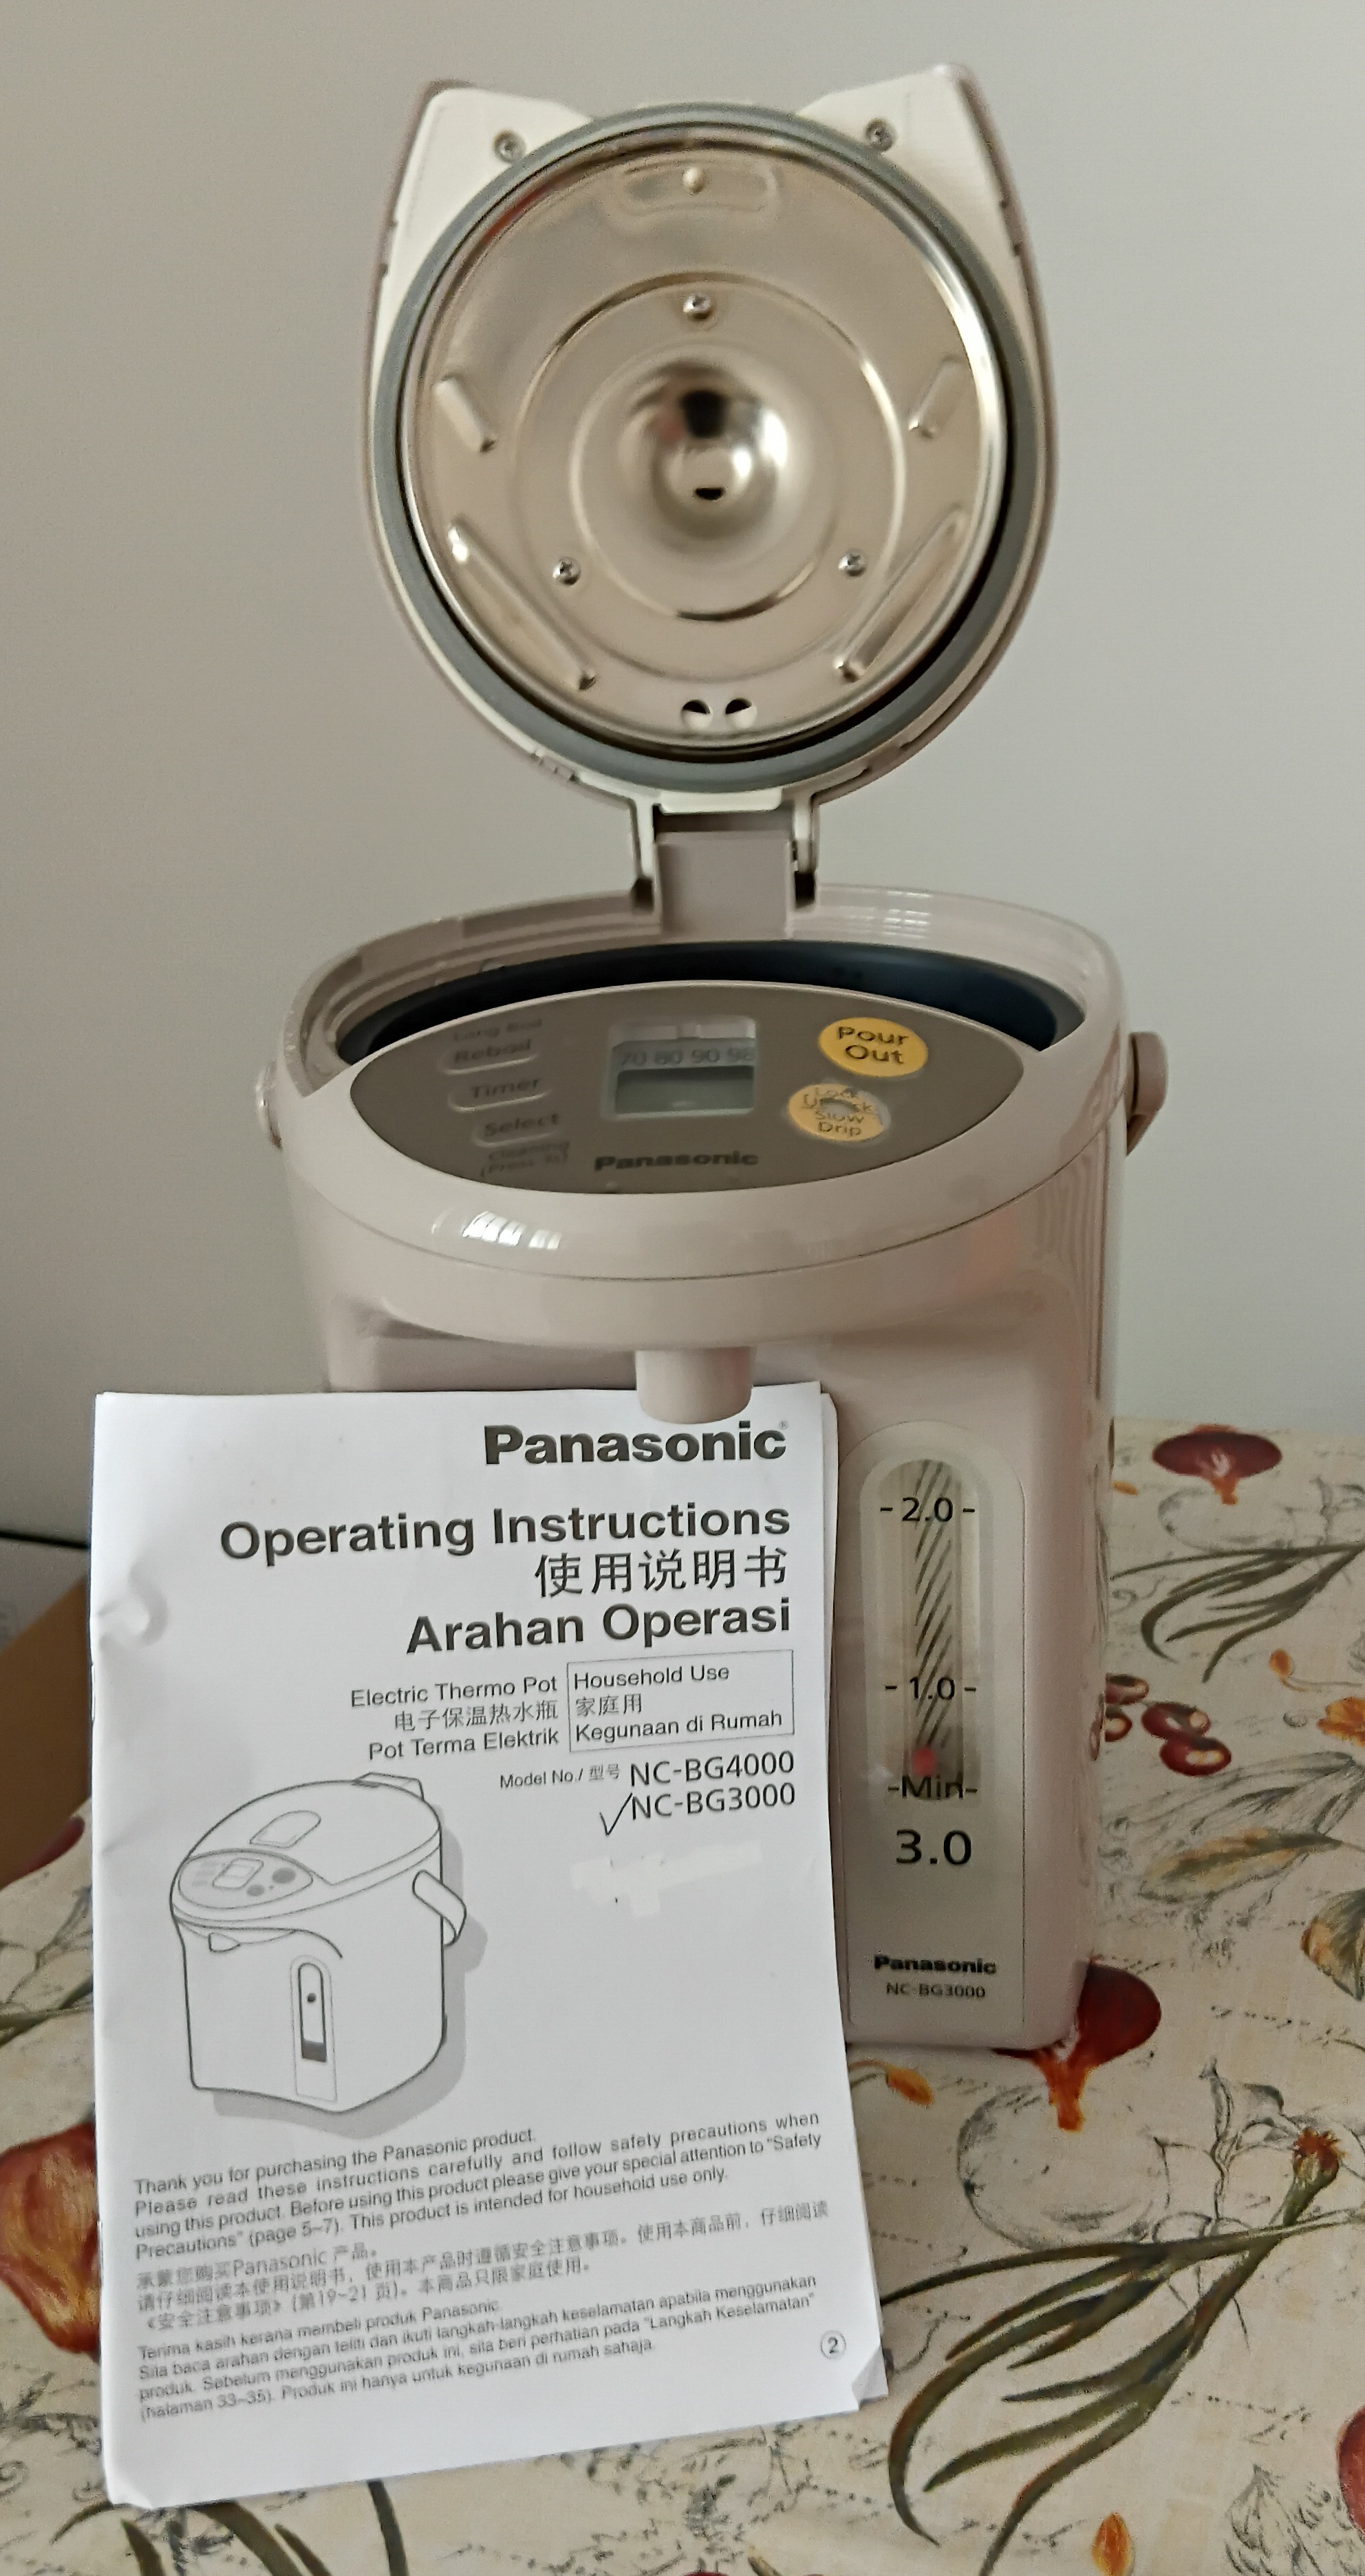 Long Boil
Reboil
Timer
Select
Cleaning
70 80 90 98
Pour
Out
Lock
Slow
Drip
Panasonic
-2.0-
-1.0-
-Min-
3.0
Panasonic
NC-BG3000
Panasonic
Operating Instructions
使用说明书
Arahan Operasi
Electric Thermo Pot Household Use
电子保温热水瓶 家庭用
Pot Terma Elektrik Kegunaan di Rumah
Model No./ 型号 NC-BG4000
✓NC-BG3000
Thank you for purchasing the Panasonic product.
Please read these instructions carefully and follow safety precautions when
using this product. Before using this product please give your special attention to "Safety
Precautions" (page 5–7). This product is intended for household use only.
承蒙您购买Panasonic 产品。
请仔细阅读本使用说明书，使用本产品时遵循安全注意事项。使用本商品前，仔细阅读
《安全注意事项》(第19~21 页)。本商品只限家庭使用。
Terima kasih kerana membeli produk Panasonic.
Sila baca arahan dengan teliti dan ikuti langkah-langkah keselamatan apabila menggunakan
produk. Sebelum menggunakan produk ini, sila beri perhatian pada "Langkah Keselamatan"
(halaman 33–35). Produk ini hanya untuk kegunaan di rumah sahaja.
2